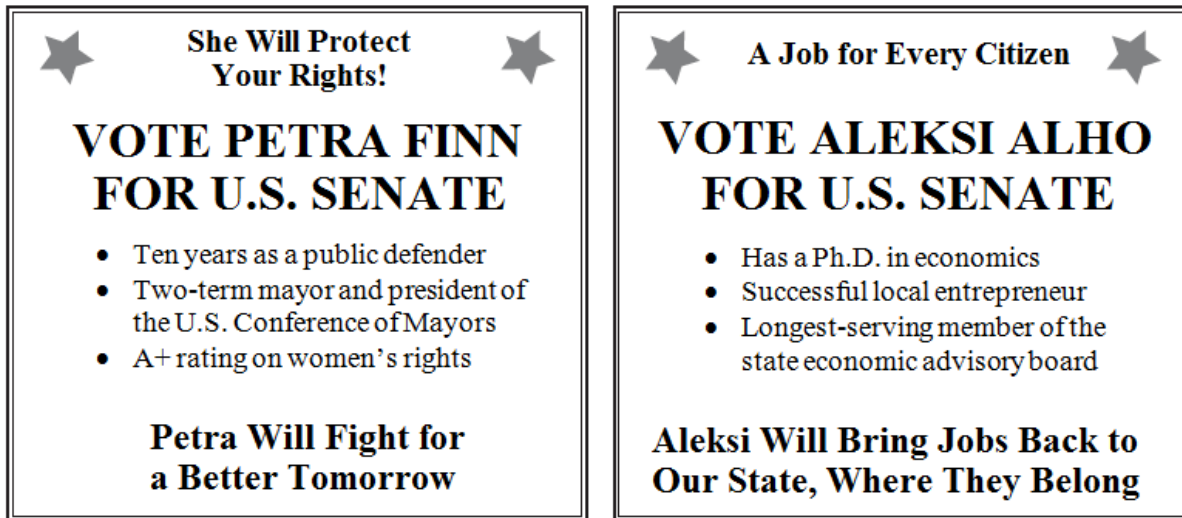 She Will Protect
Your Rights!
VOTE PETRA FINN
FOR U.S. SENATE
• Ten years as a public defender
• Two-term mayor and president of
the U.S. Conference of Mayors
• A+ rating on women’s rights
Petra Will Fight for
a Better Tomorrow
A Job for Every Citizen
VOTE ALEKSI ALHO
FOR U.S. SENATE
• Has a Ph.D. in economics
• Successful local entrepreneur
• Longest-serving member of the
state economic advisory board
Aleksi Will Bring Jobs Back to
Our State, Where They Belong